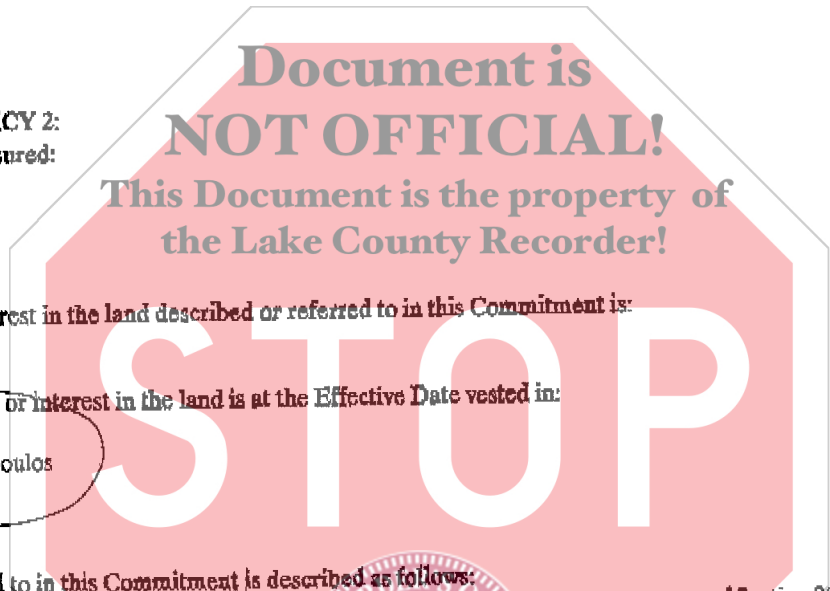 Document is
CY 2:
NOT OFFICIAL!
ured:
This Document is the property of
the Lake County Recorder!
rest in the land described or referred to in this Commitment is:
STOP
or interest in the land is at the Effective Date vested in:
oulos
to in this Commitment is described as follows: